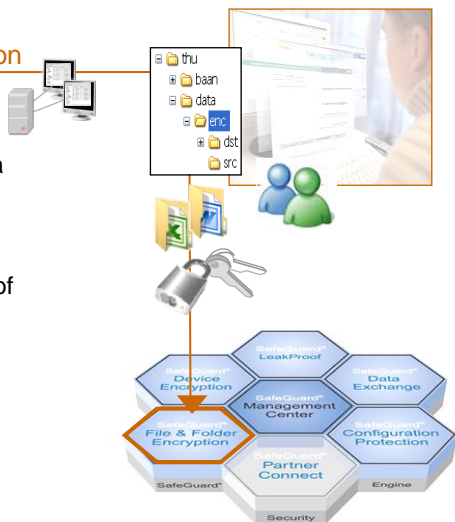 on
thu
baan
data
enc
dst
src
a
of
SafeGuard®
LeakProof
SafeGuard®
Device
Encryption
SafeGuard®
Data
Exchange
SafeGuard®
Management
Center
SafeGuard®
File & Folder
Encryption
SafeGuard®
Configuration
Protection
SafeGuard®
Partner
Connect
SafeGuard®
Security
Engine